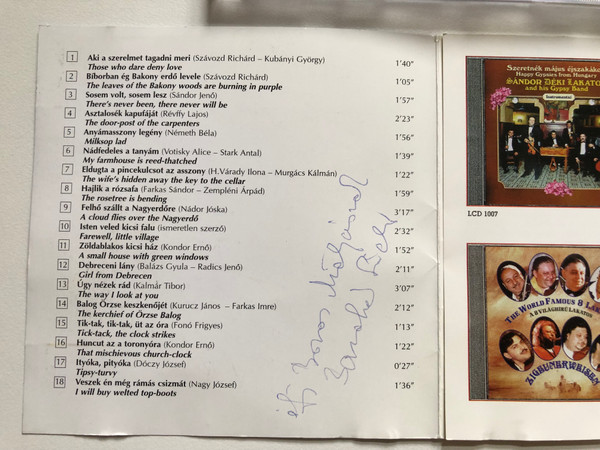 1 Aki a szerelmet tagadni meri (Szávozd Richárd – Kubányi György) 1'40"
Those who dare deny love
2 Bíborban ég Bakony erdő levele (Szávozd Richárd) 1'05"
The leaves of the Bakony woods are burning in purple
3 Sosem volt, sosem lesz (Sándor Jenő) 1'57"
There's never been, there never will be
4 Asztalosék kapufáját (Révffy Lajos) 2'23"
The door-post of the carpenters
5 Anyámasszony legény (Németh Béla) 1'56"
Milksop lad
6 Nádfedeles a tanyám (Votisky Alice – Stark Antal) 1'39"
My farmhouse is reed-thatched
7 Eldugta a pincekulcsot az asszony (H.Várady Ilona – Murgács Kálmán) 1'22"
The wife's hidden away the key to the cellar
8 Hajlik a rózsafa (Farkas Sándor – Zempléni Árpád) 1'59"
The rosetree is bending
9 Felhő szállt a Nagyerdőre (Nádor Jóska) 3'17"
A cloud flies over the Nagyerdő
10 Isten veled kicsi falu (ismeretlen szerző) 2'32"
Farewell, little village
11 Zöldablakos kicsi ház (Kondor Ernő) 1'52"
A small house with green windows
12 Debreceni lány (Balázs Gyula – Radics Jenő) 2'11"
Girl from Debrecen
13 Úgy nézek rád (Kalmár Tibor) 3'07"
The way I look at you
14 Balog Örzse keszkenőjét (Kurucz János – Farkas Imre) 2'12"
The kerchief of Örzse Balog
15 Tik-tak, tik-tak, üt az óra (Fonó Frigyes) 1'13"
Tick-tack, the clock strikes
16 Huncut az a toronyóra (Kondor Ernő) 1'22"
That mischievous church-clock
17 Ityóka, pityóka (Dóczy József) 0'27"
Tipsy-turvy
18 Veszek én még rámás csizmát (Nagy József) 1'36"
I will buy welted top-boots
Szeretnék május éjszakáko
Happy Gypsies from Hungary
SÁNDOR DÉKI LAKATO
and his Gypsy Band
Instrumental
LCD 1007
THE WORLD FAMOUS 8 LAK
A 8 VILÁGHÍRŰ LAKATOS